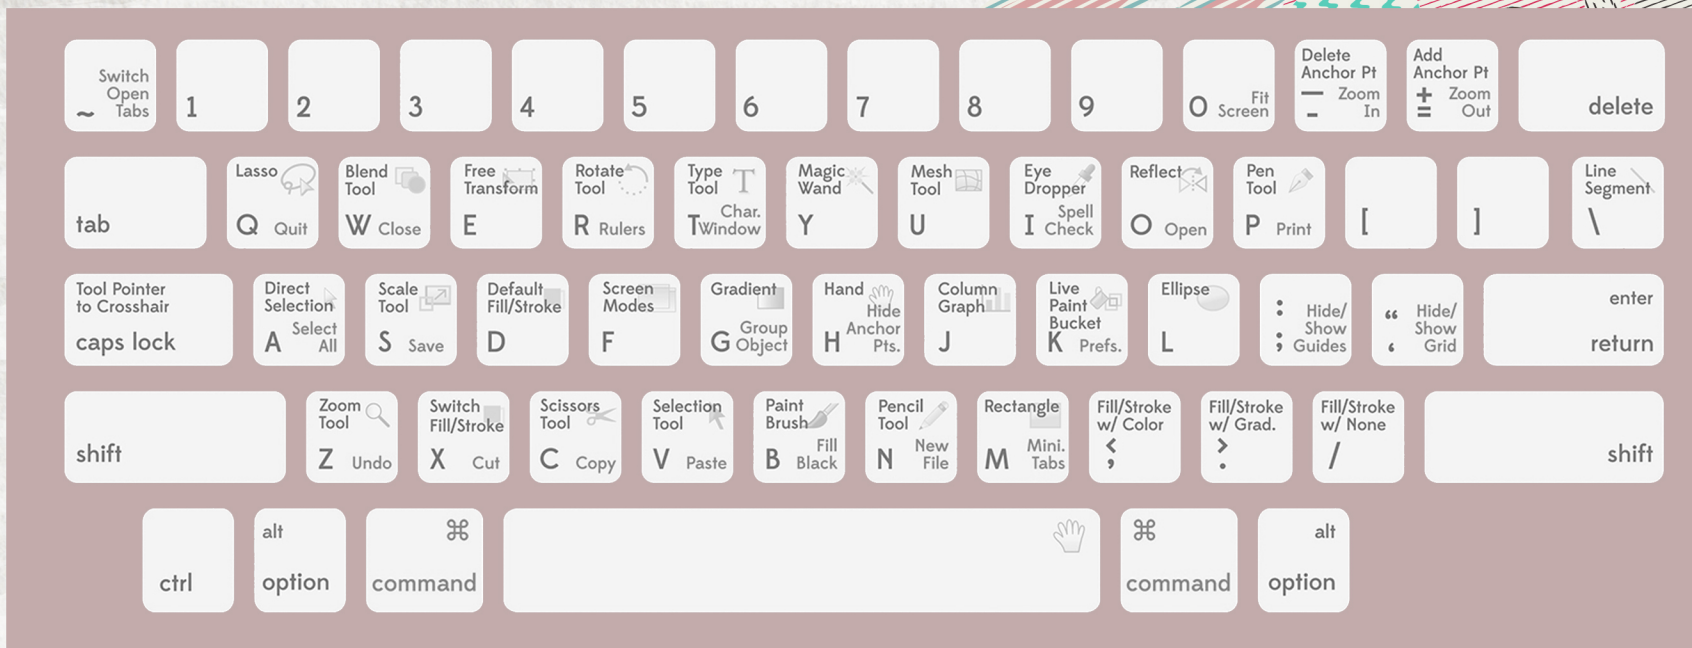 ~ Switch Open Tabs
1
2
3
4
5
6
7
8
9
0 Fit Screen
Delete Anchor Pt
— Zoom
- In
Add Anchor Pt
+ Zoom
= Out
delete
tab
Lasso
Q Quit
Blend Tool
W Close
Free Transform
E
Rotate Tool
R Rulers
Type Tool T
T Char. Window
Magic Wand
Y
Mesh Tool
U
Eye Dropper
I Spell Check
Reflect
O Open
Pen Tool
P Print
[
]
Line Segment
\
Tool Pointer
to Crosshair
caps lock
Direct Selection
A Select All
Scale Tool
S Save
Default Fill/Stroke
D
Screen Modes
F
Gradient
G Group Object
Hand
H Hide Anchor Pts.
Column Graph
J
Live Paint Bucket
K Prefs.
Ellipse
L
: ; Hide/ Show Guides
“ ‘ Hide/ Show Grid
enter
return
shift
Zoom Tool
Z Undo
Switch Fill/Stroke
X Cut
Scissors Tool
C Copy
Selection Tool
V Paste
Paint Brush
B Fill Black
Pencil Tool
N New File
Rectangle
M Mini. Tabs
Fill/Stroke w/ Color
< ,
Fill/Stroke w/ Grad.
> .
Fill/Stroke w/ None
/
shift
ctrl
alt
option
⌘
command
⌘
command
alt
option